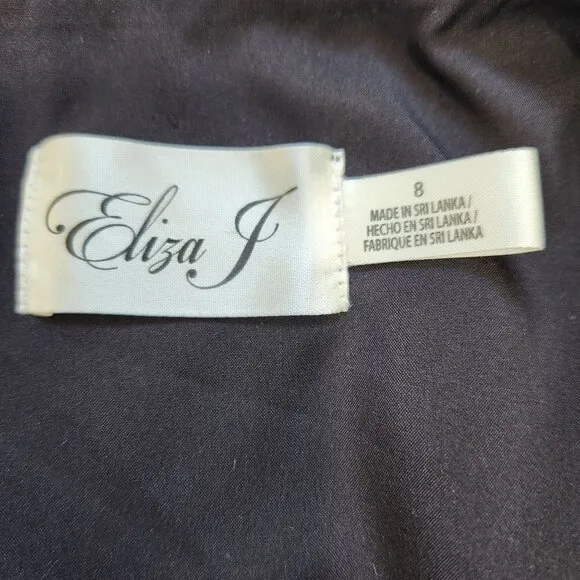 Eliza J
8
MADE IN SRI LANKA /
HECHO EN SRI LANKA /
FABRIQUE EN SRI LANKA